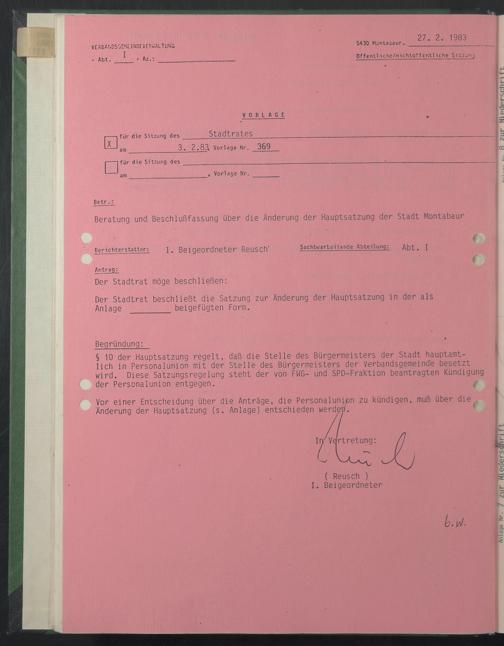 VERBANDSGEMEINDEVERWALTUNG
- Abt. I - Az.:
5430 Montabaur, 27. 2. 1983
Öffentliche/nichtöffentliche Sitzung
VORLAGE
X für die Sitzung des Stadtrates
am 3. 2.83 Vorlage Nr. 369
für die Sitzung des
am , Vorlage Nr.
Betr.:
Beratung und Beschlußfassung über die Änderung der Hauptsatzung der Stadt Montabaur
Berichterstatter: I. Beigeordneter Reusch Sachbearbeitende Abteilung: Abt. I
Antrag:
Der Stadtrat möge beschließen:
Der Stadtrat beschließt die Satzung zur Änderung der Hauptsatzung in der als
Anlage beigefügten Form.
Begründung:
§ 10 der Hauptsatzung regelt, daß die Stelle des Bürgermeisters der Stadt hauptamt-
lich in Personalunion mit der Stelle des Bürgermeisters der Verbandsgemeinde besetzt
wird. Diese Satzungsregelung steht der von FWG- und SPD-Fraktion beantragten Kündigung
der Personalunion entgegen.
Vor einer Entscheidung über die Anträge, die Personalunion zu kündigen, muß über die
Änderung der Hauptsatzung (s. Anlage) entschieden werden.
In Vertretung:
( Reusch )
I. Beigeordneter
b.w.